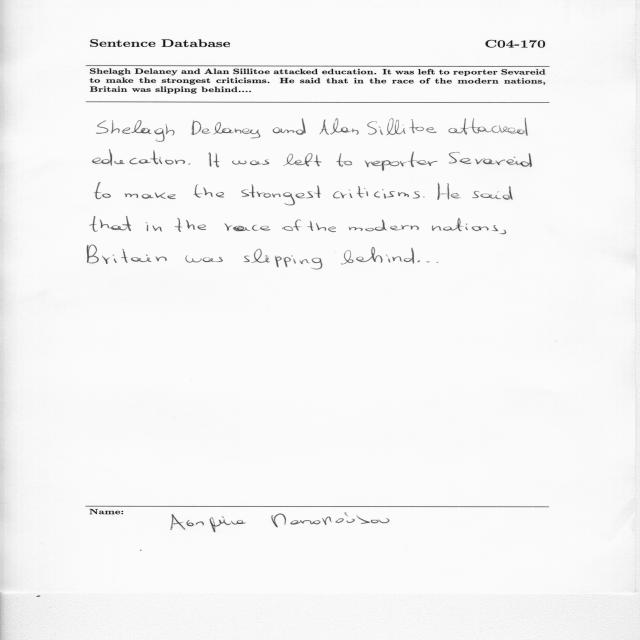 Sentence Database C04-170
Shelagh Delaney and Alan Sillitoe attacked education. It was left to reporter Sevareid
to make the strongest criticisms. He said that in the race of the modern nations,
Britain was slipping behind....
Shelagh Delaney and Alan Sillitoe attacked
education. It was left to reporter Sevareid
to make the strongest criticisms. He said
that in the race of the modern nations,
Britain was slipping behind...
Name: